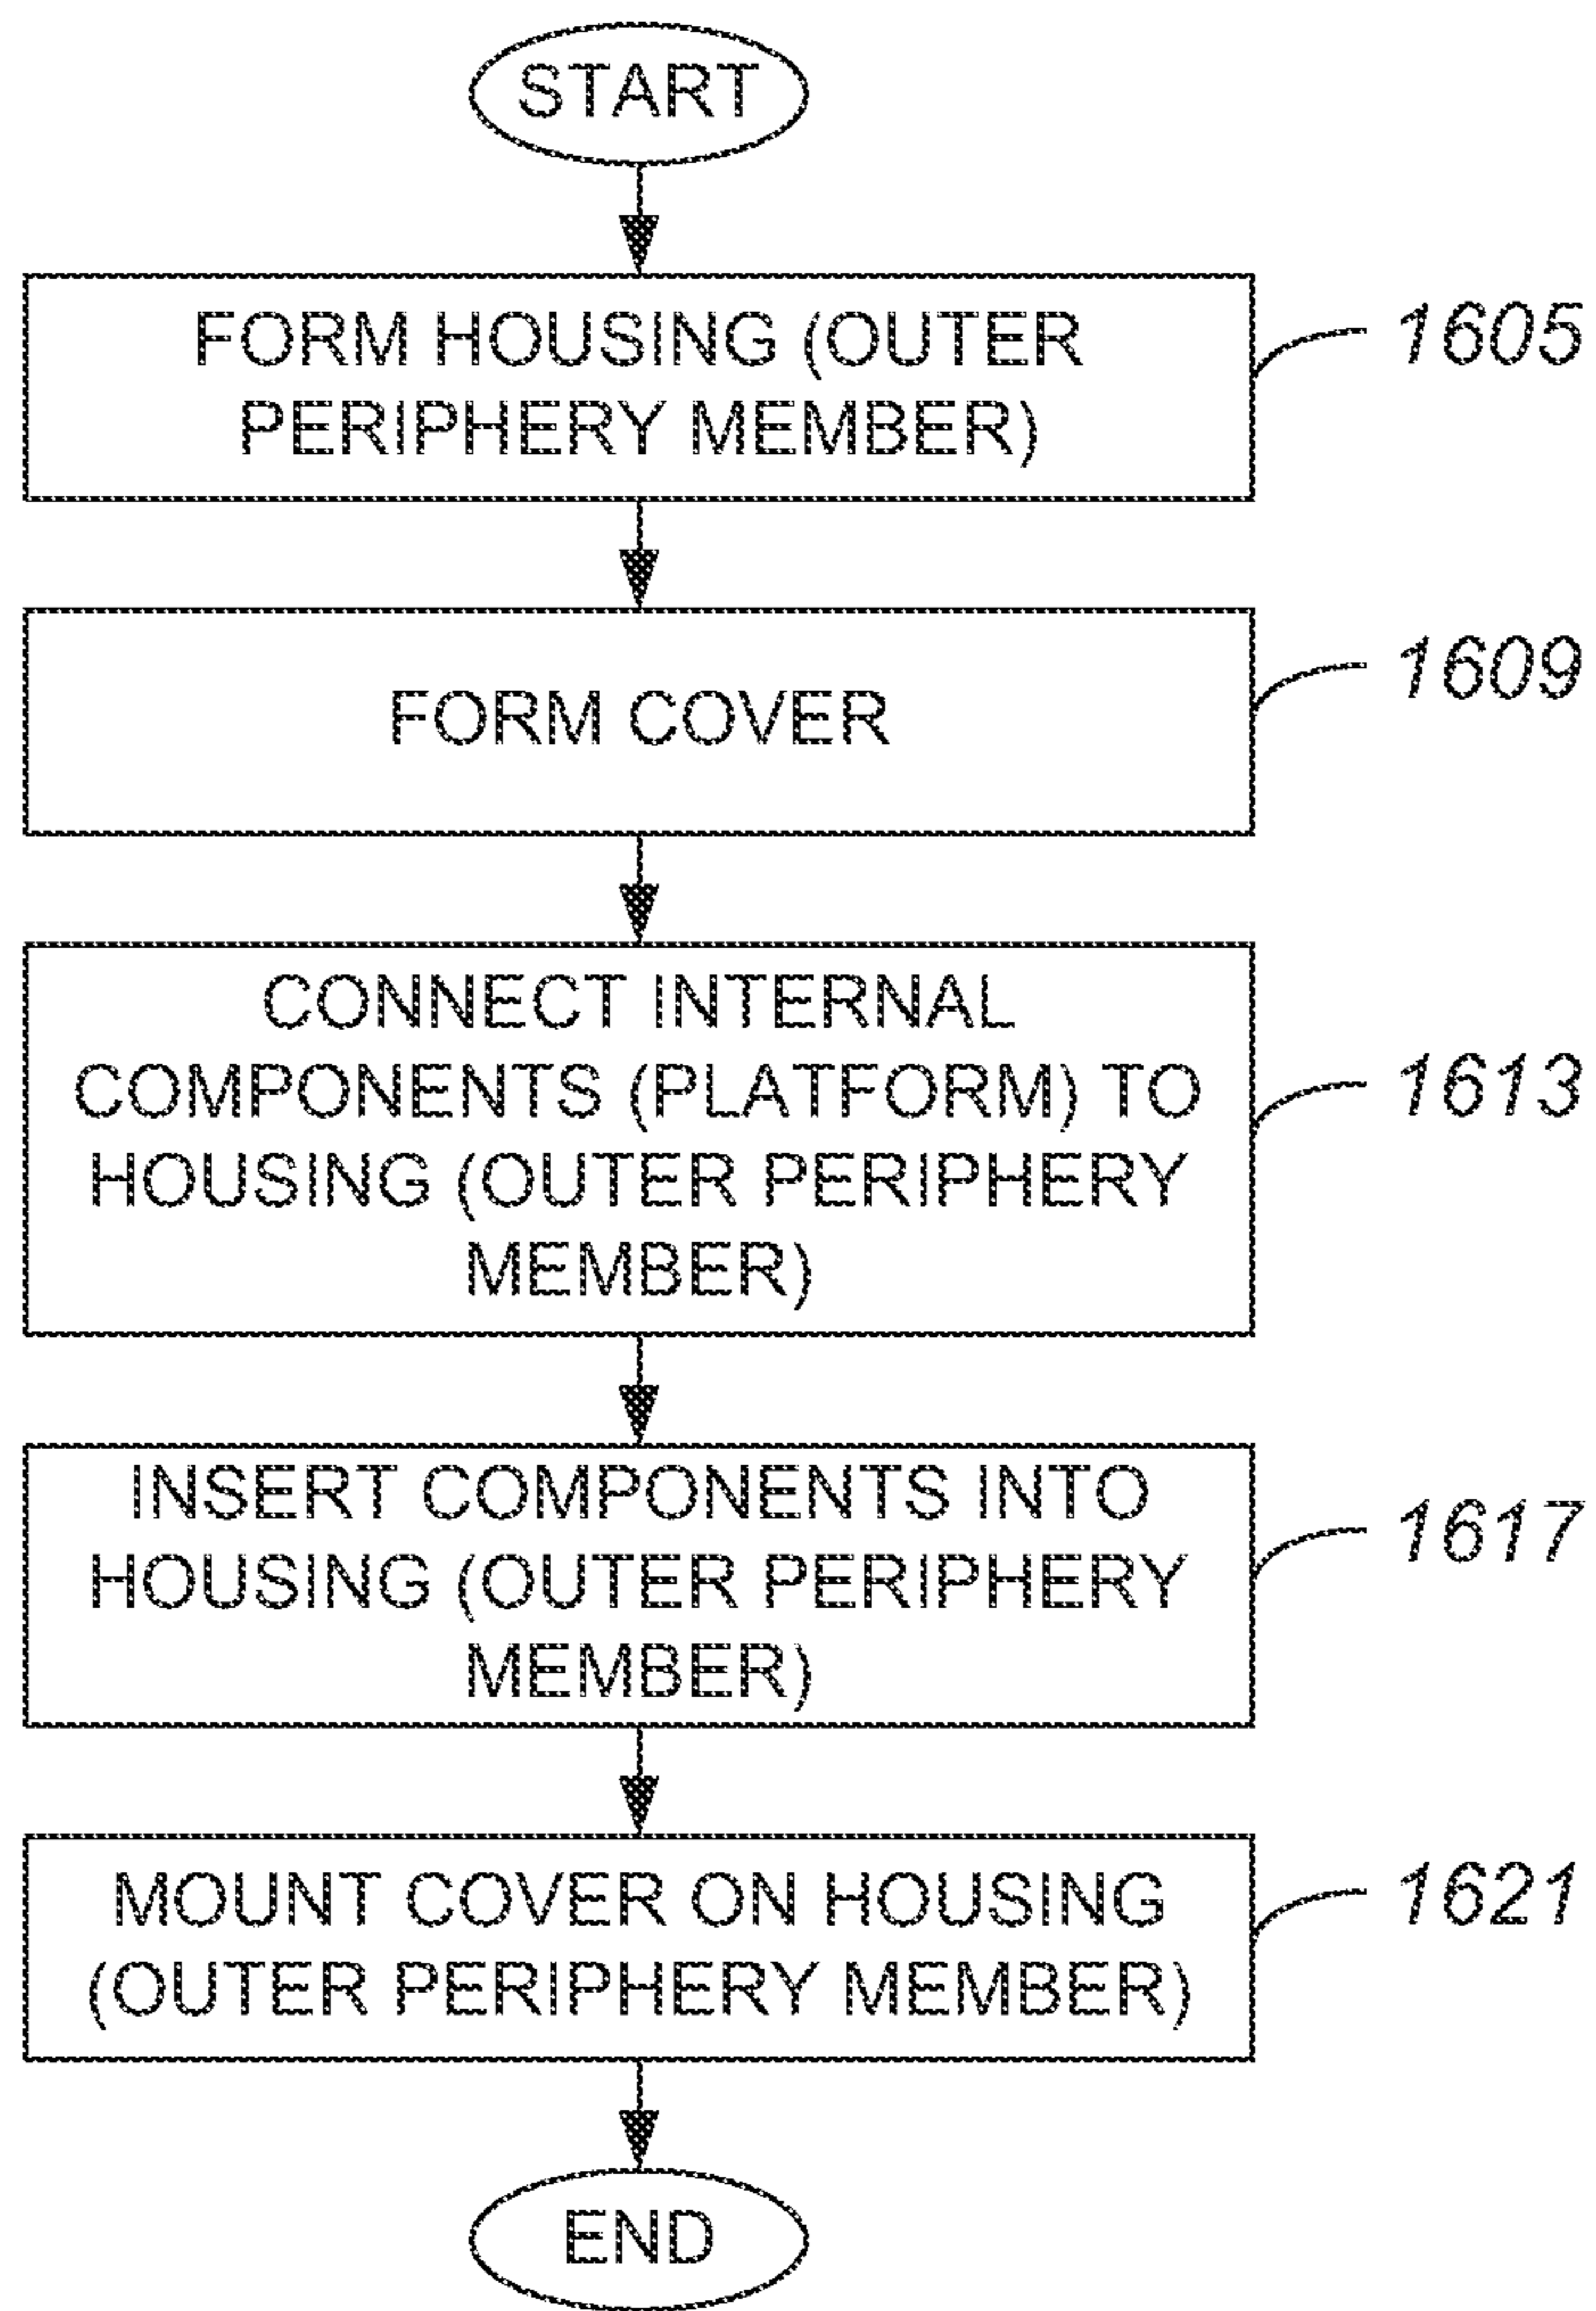 START
FORM HOUSING (OUTER
PERIPHERY MEMBER)
1605
FORM COVER
1609
CONNECT INTERNAL
COMPONENTS (PLATFORM) TO
HOUSING (OUTER PERIPHERY
MEMBER)
1613
INSERT COMPONENTS INTO
HOUSING (OUTER PERIPHERY
MEMBER)
1617
MOUNT COVER ON HOUSING
(OUTER PERIPHERY MEMBER)
1621
END